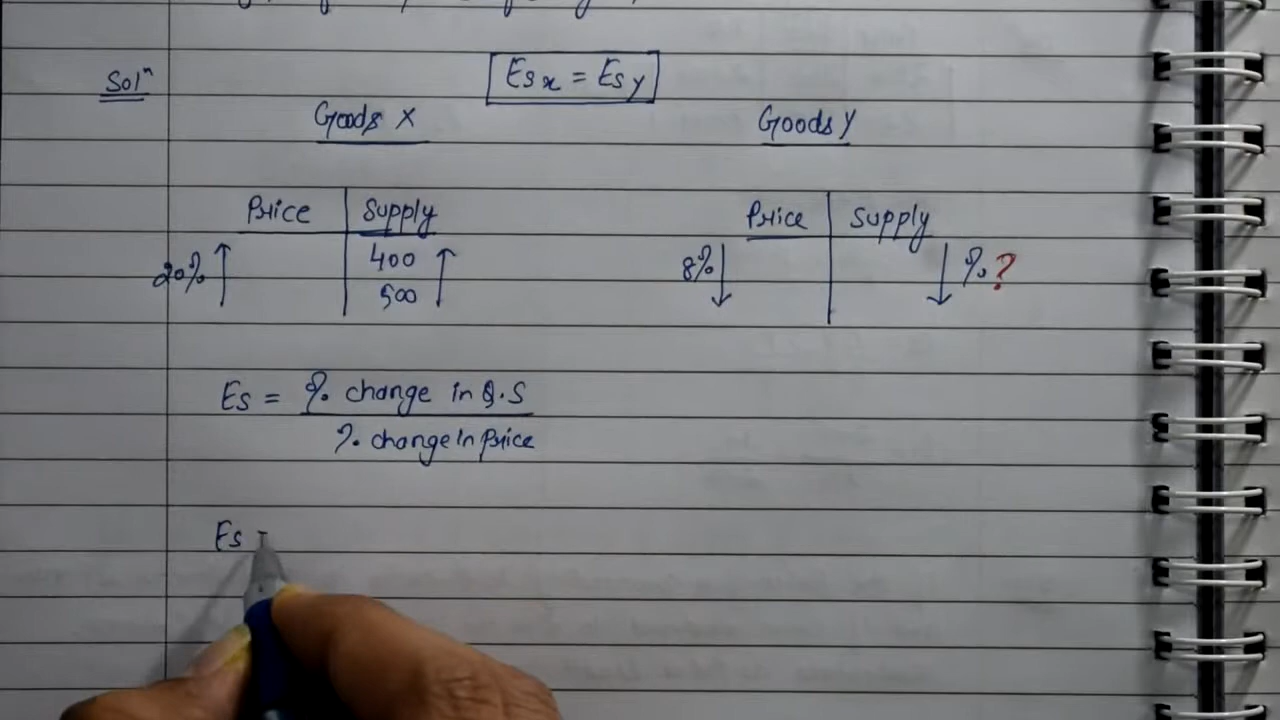 Solⁿ
Esx = Esy
Goods X
Goods Y
Price Supply
20% 400
500
Price Supply
8% %?
Es = % change in Q.S
% change in price
Es